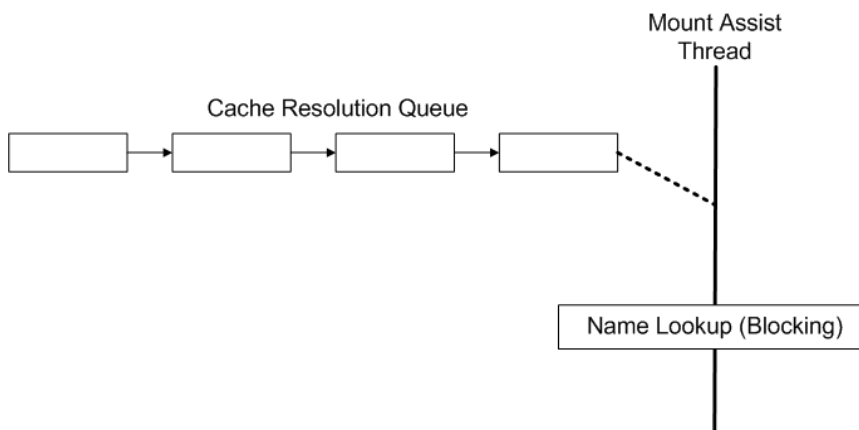 Mount Assist
Thread
Cache Resolution Queue
Name Lookup (Blocking)